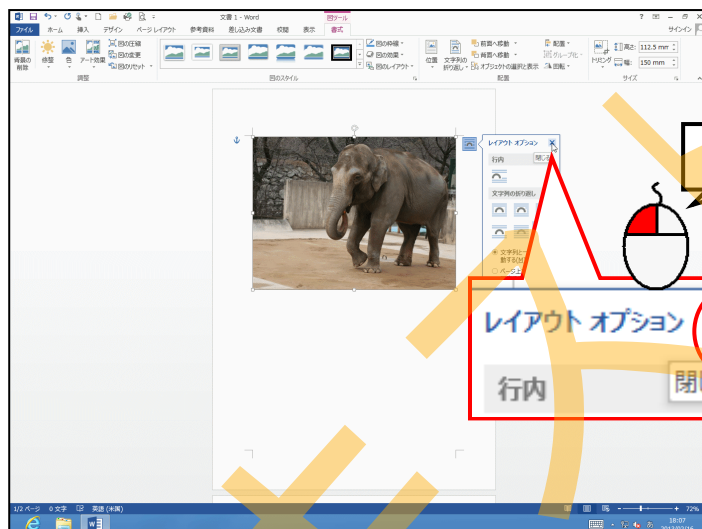 文書 1 - Word
図ツール
ファイル ホーム 挿入 デザイン ページ レイアウト 参考資料 差し込み文書 校閲 表示 書式
サインイン
背景の削除 修整 色 アート効果
図の圧縮
図の変更
図のリセット
調整
図のスタイル
図の枠線
図の効果
図のレイアウト
位置 文字列の折り返し
前面へ移動
背面へ移動
オブジェクトの選択と表示
配置
グループ化
回転
配置
トリミング
高さ: 112.5 mm
幅: 150 mm
サイズ
レイアウト オプション
行内
文字列の折り返し
レイアウト オプション
行内
1/2 ページ 0 文字 英語 (米国)
72%
18:07